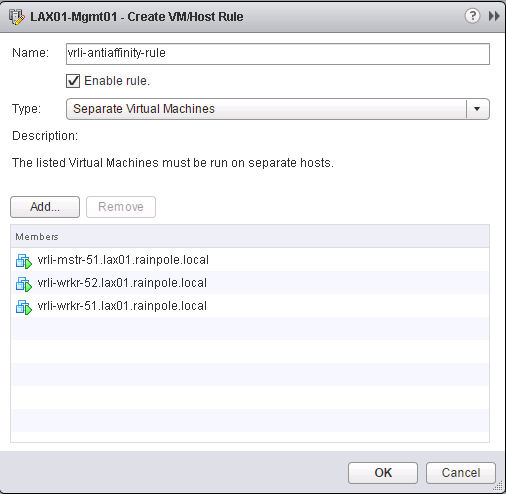 LAX01-Mgmt01 - Create VM/Host Rule
Name: vrli-antiaffinity-rule
Enable rule.
Type: Separate Virtual Machines
Description:
The listed Virtual Machines must be run on separate hosts.
Add... Remove
Members
vrli-mstr-51.lax01.rainpole.local
vrli-wrkr-52.lax01.rainpole.local
vrli-wrkr-51.lax01.rainpole.local
OK Cancel